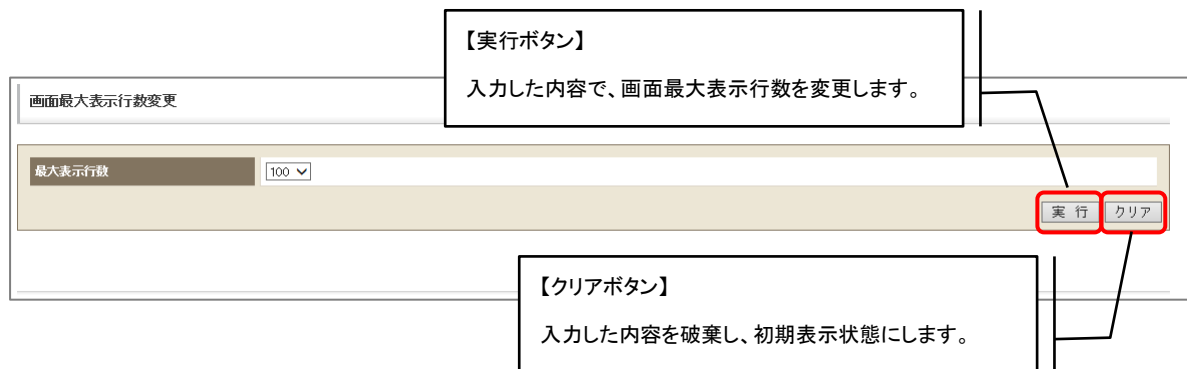 【実行ボタン】
入力した内容で、画面最大表示行数を変更します。
画面最大表示行数変更
最大表示行数
100
実 行
クリア
【クリアボタン】
入力した内容を破棄し、初期表示状態にします。